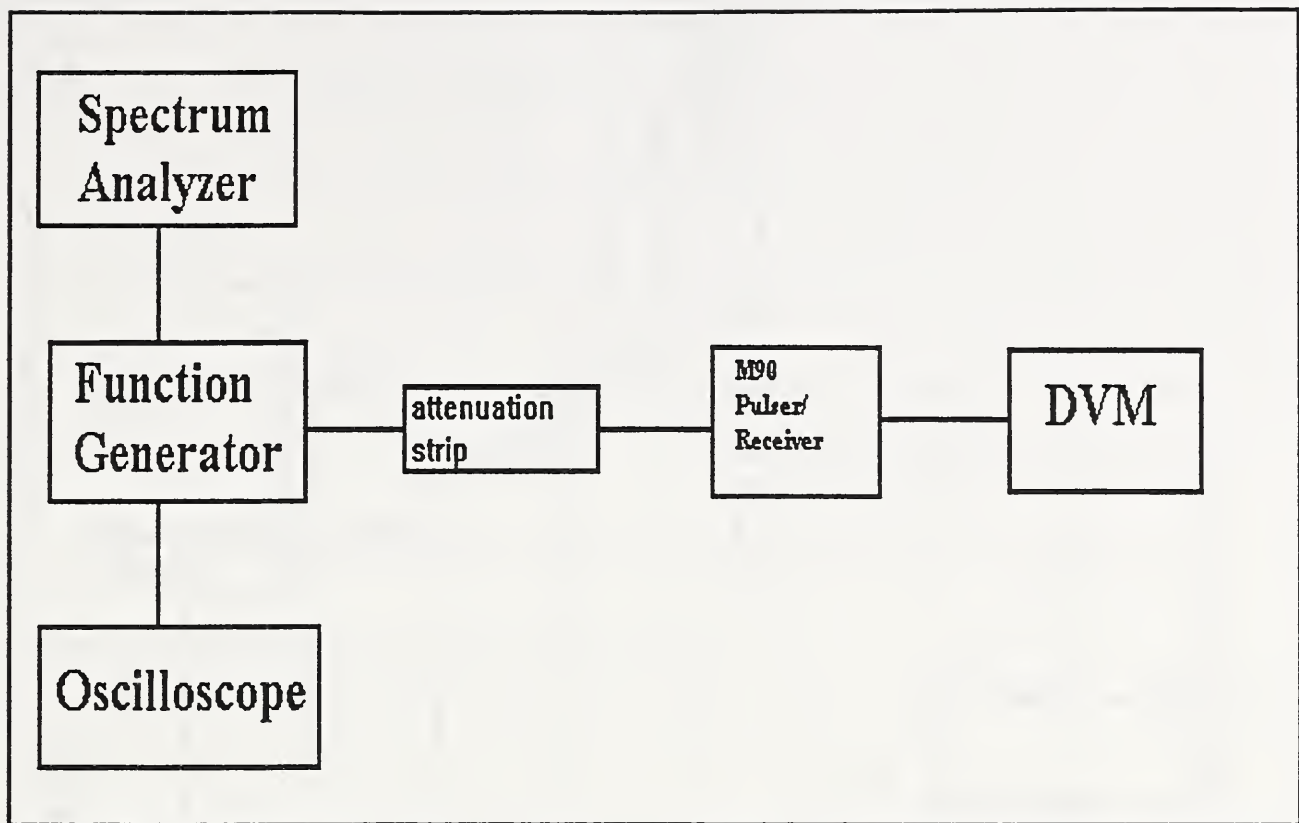 Spectrum
Analyzer
Function
Generator
attenuation
strip
M90
Pulser/
Receiver
DVM
Oscilloscope